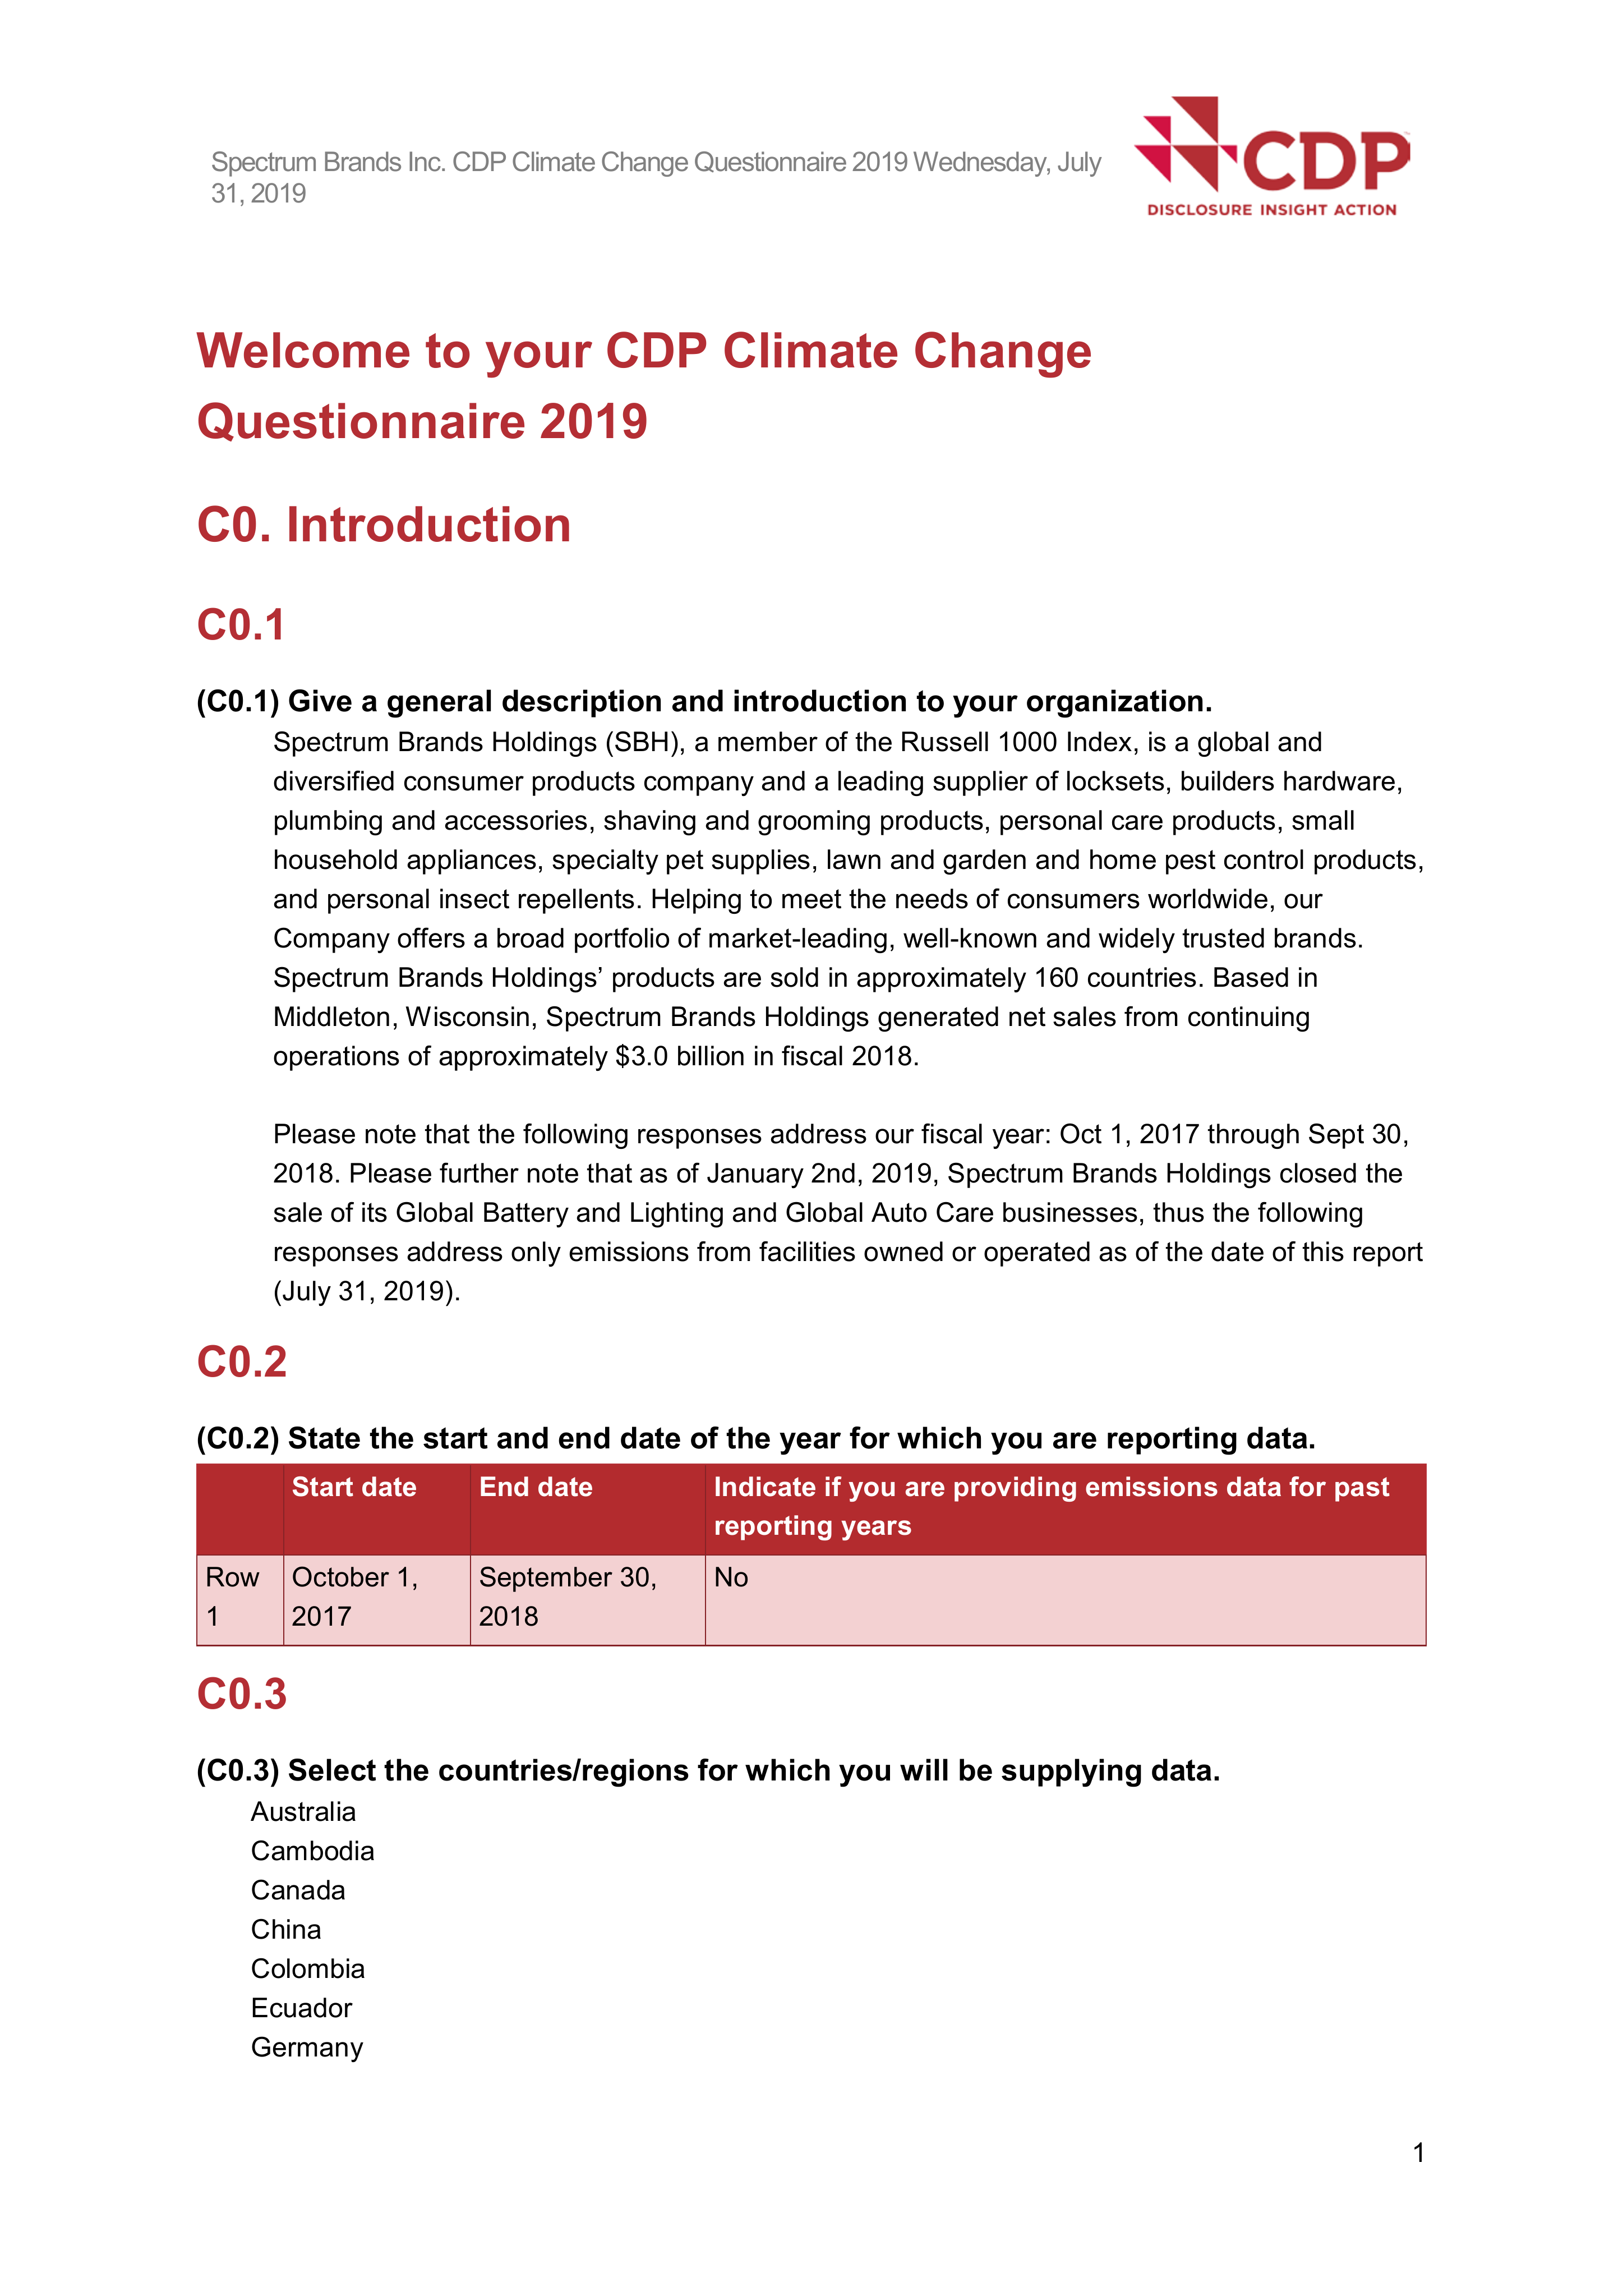 Spectrum Brands Inc. CDP Climate Change Questionnaire 2019 Wednesday, July
31, 2019
CDP
DISCLOSURE INSIGHT ACTION
Welcome to your CDP Climate Change
Questionnaire 2019
C0. Introduction
C0.1
(C0.1) Give a general description and introduction to your organization.
Spectrum Brands Holdings (SBH), a member of the Russell 1000 Index, is a global and
diversified consumer products company and a leading supplier of locksets, builders hardware,
plumbing and accessories, shaving and grooming products, personal care products, small
household appliances, specialty pet supplies, lawn and garden and home pest control products,
and personal insect repellents. Helping to meet the needs of consumers worldwide, our
Company offers a broad portfolio of market-leading, well-known and widely trusted brands.
Spectrum Brands Holdings’ products are sold in approximately 160 countries. Based in
Middleton, Wisconsin, Spectrum Brands Holdings generated net sales from continuing
operations of approximately $3.0 billion in fiscal 2018.
Please note that the following responses address our fiscal year: Oct 1, 2017 through Sept 30,
2018. Please further note that as of January 2nd, 2019, Spectrum Brands Holdings closed the
sale of its Global Battery and Lighting and Global Auto Care businesses, thus the following
responses address only emissions from facilities owned or operated as of the date of this report
(July 31, 2019).
C0.2
(C0.2) State the start and end date of the year for which you are reporting data.
Start date End date Indicate if you are providing emissions data for past
reporting years
Row October 1, September 30, No
1 2017 2018
C0.3
(C0.3) Select the countries/regions for which you will be supplying data.
Australia
Cambodia
Canada
China
Colombia
Ecuador
Germany
1